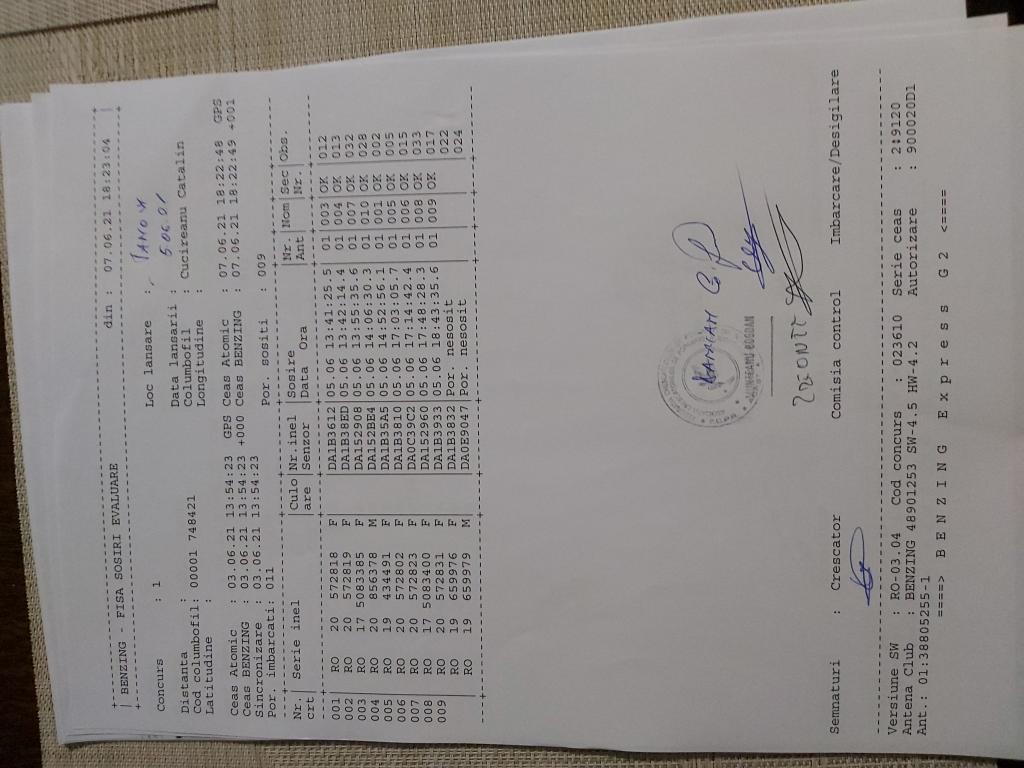 +-----------------------------------------------------------------------+
| BENZING - FISA SOSIRI EVALUARE din : 07.06.21 18:23:04 |
+-----------------------------------------------------------------------+
Concurs : 1 Loc lansare :
Distanta : Data lansarii : 506 01
Cod columbofil: 00001 748421 Columbofil : Cucireanu Catalin
Latitudine : Longitudine :
Ceas Atomic : 03.06.21 13:54:23 GPS Ceas Atomic : 07.06.21 18:22:48 GPS
Ceas BENZING : 03.06.21 13:54:23 +000 Ceas BENZING : 07.06.21 18:22:49 +001
Sincronizare : 03.06.21 13:54:23
Por. imbarcati: 011 Por. sositi : 009
Nr.| Serie inel |Culo|Nr.inel |Sosire |Nr. |Nom|Sec|Obs.
crt| |are |Senzor |Data Ora |Ant | |Nr.|
001 RO 20 572818 F DA1B3612 05.06 13:41:25.5 01 003 OK 012
002 RO 20 572819 F DA1B38ED 05.06 13:42:14.4 01 004 OK 013
003 RO 17 5083385 F DA152908 05.06 13:55:35.6 01 007 OK 032
004 RO 20 856378 M DA152BE4 05.06 14:06:30.3 01 010 OK 028
005 RO 19 434491 F DA1B35A5 05.06 14:52:56.1 01 001 OK 002
006 RO 20 572802 F DA1B3810 05.06 17:03:05.7 01 005 OK 005
007 RO 20 572823 F DA0C39C2 05.06 17:14:42.4 01 006 OK 015
008 RO 17 5083400 F DA152960 05.06 17:48:28.3 01 008 OK 033
009 RO 20 572831 F DA1B3933 05.06 18:43:35.6 01 009 OK 017
RO 19 659976 F DA1B3832 Por. nesosit 022
RO 19 659979 M DA0E9047 Por. nesosit 024
Semnaturi : Crescator Comisia control Imbarcare/Desigilare
Versiune SW : RO-03.04 Cod concurs : 023610 Serie ceas : 2:9120
Antena Club : BENZING 48901253 SW-4.5 HW-4.2 Autorizare : 900020D1
Ant.: 01:38805255-1
====> B E N Z I N G E x p r e s s G 2 <====